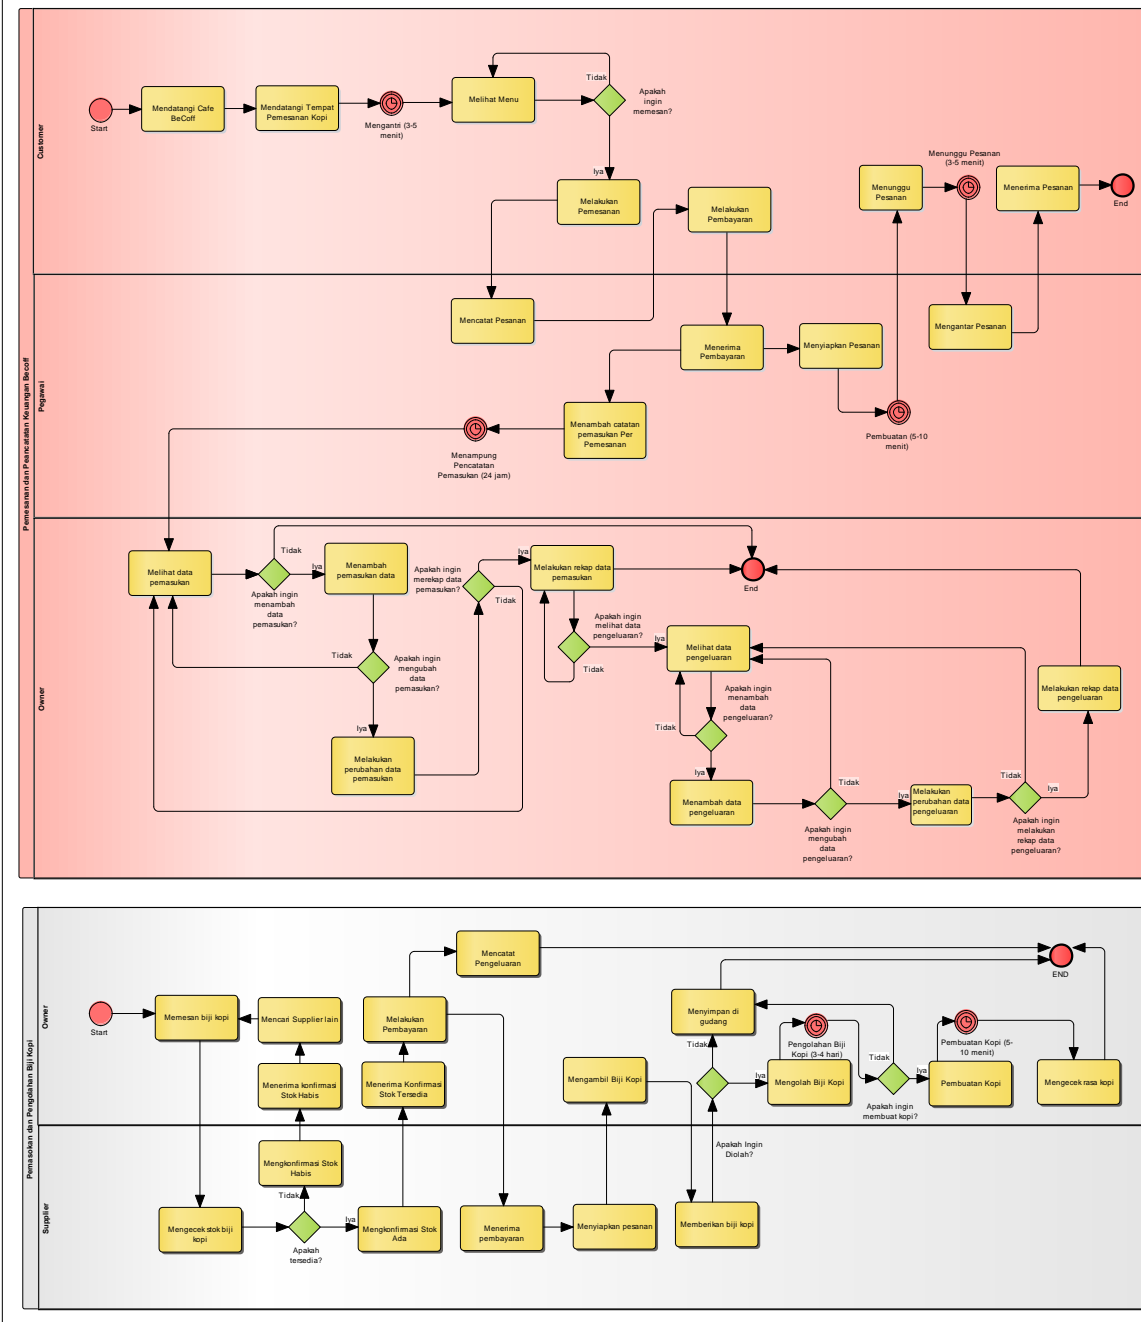 Pemesanan dan Peancatatan Keuangan Becoff
Customer
Start
Mendatangi Cafe
BeCoff
Mendatangi Tempat
Pemesanan Kopi
Mengantri (3-5
menit)
Melihat Menu
Tidak
Apakah
ingin
memesan?
Iya
Melakukan
Pemesanan
Melakukan
Pembayaran
Menunggu
Pesanan
Menunggu Pesanan
(3-5 menit)
Menerima Pesanan
End
Pegawai
Mencatat Pesanan
Menerima
Pembayaran
Menyiapkan Pesanan
Mengantar Pesanan
Pembuatan (5-10
menit)
Menambah catatan
pemasukan Per
Pemesanan
Menampung
Pencatatan
Pemasukan (24 jam)
Owner
Melihat data
pemasukan
Tidak
Iya
Apakah ingin
menambah
data
pemasukan?
Menambah
pemasukan data
Tidak
Apakah ingin
mengubah
data
pemasukan?
Iya
Melakukan
perubahan data
pemasukan
Apakah ingin
merekap data
pemasukan?
Iya
Tidak
Melakukan rekap data
pemasukan
Apakah ingin
melihat data
pengeluaran?
Iya
Tidak
End
Melihat data
pengeluaran
Apakah ingin
menambah
data
pengeluaran?
Tidak
Iya
Menambah data
pengeluaran
Tidak
Iya
Apakah ingin
mengubah
data
pengeluaran?
Melakukan
perubahan data
pengeluaran
Tidak
Iya
Apakah ingin
melakukan
rekap data
pengeluaran?
Melakukan rekap data
pengeluaran
Pemasokan dan Pengolahan Biji Kopi
Owner
Start
Memesan biji kopi
Mencari Supplier lain
Menerima konfirmasi
Stok Habis
Melakukan
Pembayaran
Menerima Konfirmasi
Stok Tersedia
Mencatat
Pengeluaran
Mengambil Biji Kopi
Menyimpan di
gudang
Tidak
Iya
Pengolahan Biji
Kopi (3-4 hari)
Mengolah Biji Kopi
Tidak
Iya
Apakah ingin
membuat kopi?
Pembuatan Kopi (5-
10 menit)
Pembuatan Kopi
Mengecek rasa kopi
END
Supplier
Mengecek stok biji
kopi
Mengkonfirmasi Stok
Habis
Tidak
Iya
Apakah
tersedia?
Mengkonfirmasi Stok
Ada
Menerima
pembayaran
Menyiapkan pesanan
Memberikan biji kopi
Apakah Ingin
Diolah?